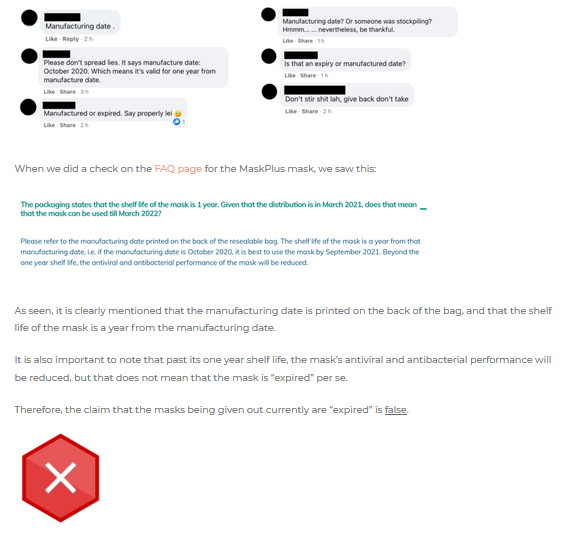 Manufacturing date .
Like · Reply · 2 h
Please don't spread lies. It says manufacture date:
October 2020. Which means it's valid for one year from
manufacture date.
Like · Share · 3 h
Manufactured or expired. Say properly lei 😉
1
Like · Share · 2 h
Manufacturing date? Or someone was stockpiling?
Hmmm... ... nevertheless, be thankful.
Like · Share · 1 h
Is that an expiry or manufactured date?
Like · Share · 1 h
Don't stir shit lah, give back don't take
Like · Share · 2 h
When we did a check on the FAQ page for the MaskPlus mask, we saw this:
The packaging states that the shelf life of the mask is 1 year. Given that the distribution is in March 2021, does that mean
that the mask can be used till March 2022?
Please refer to the manufacturing date printed on the back of the resealable bag. The shelf life of the mask is a year from that
manufacturing date, i.e. if the manufacturing date is October 2020, it is best to use the mask by September 2021. Beyond the
one year shelf life, the antiviral and antibacterial performance of the mask will be reduced.
As seen, it is clearly mentioned that the manufacturing date is printed on the back of the bag, and that the shelf
life of the mask is a year from the manufacturing date.
It is also important to note that past its one year shelf life, the mask's antiviral and antibacterial performance will
be reduced, but that does not mean that the mask is "expired" per se.
Therefore, the claim that the masks being given out currently are "expired" is false.